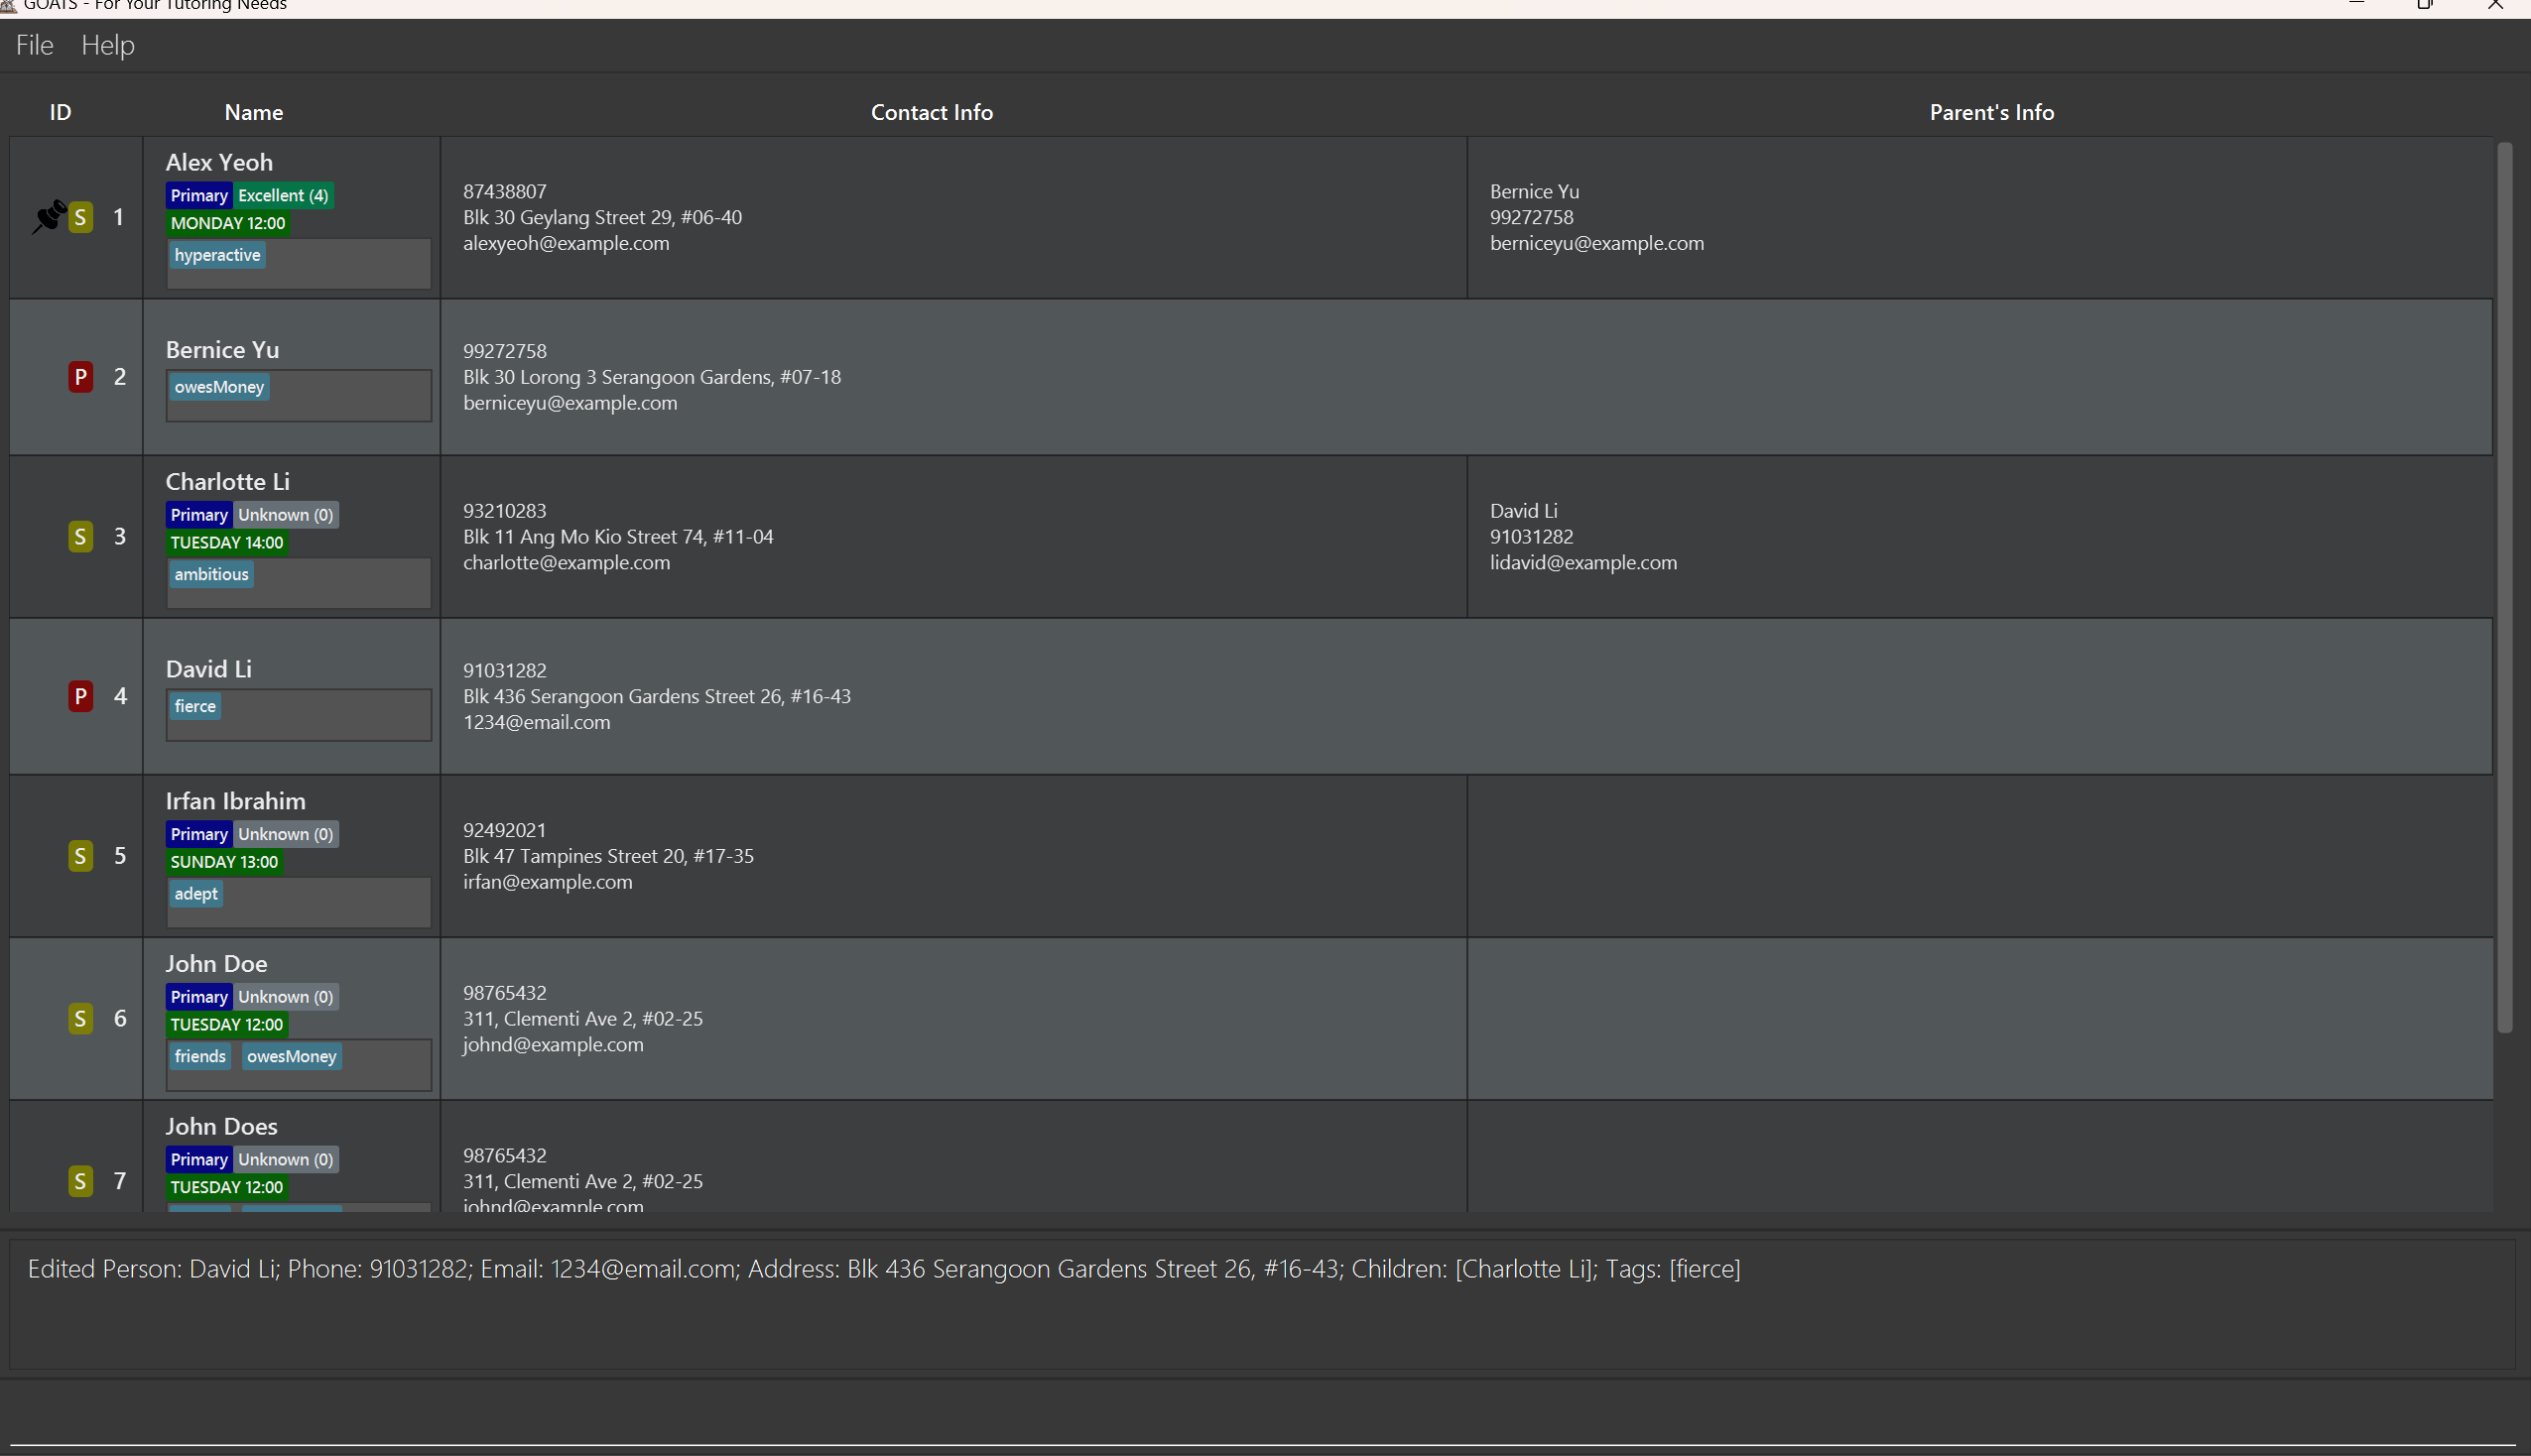 GOATS - For Your Tutoring Needs
File Help
ID Name Contact Info Parent's Info
S 1
Alex Yeoh
Primary Excellent (4)
MONDAY 12:00
hyperactive
87438807
Blk 30 Geylang Street 29, #06-40
alexyeoh@example.com
Bernice Yu
99272758
berniceyu@example.com
P 2
Bernice Yu
owesMoney
99272758
Blk 30 Lorong 3 Serangoon Gardens, #07-18
berniceyu@example.com
S 3
Charlotte Li
Primary Unknown (0)
TUESDAY 14:00
ambitious
93210283
Blk 11 Ang Mo Kio Street 74, #11-04
charlotte@example.com
David Li
91031282
lidavid@example.com
P 4
David Li
fierce
91031282
Blk 436 Serangoon Gardens Street 26, #16-43
1234@email.com
S 5
Irfan Ibrahim
Primary Unknown (0)
SUNDAY 13:00
adept
92492021
Blk 47 Tampines Street 20, #17-35
irfan@example.com
S 6
John Doe
Primary Unknown (0)
TUESDAY 12:00
friends owesMoney
98765432
311, Clementi Ave 2, #02-25
johnd@example.com
S 7
John Does
Primary Unknown (0)
TUESDAY 12:00
98765432
311, Clementi Ave 2, #02-25
johnd@example.com
Edited Person: David Li; Phone: 91031282; Email: 1234@email.com; Address: Blk 436 Serangoon Gardens Street 26, #16-43; Children: [Charlotte Li]; Tags: [fierce]